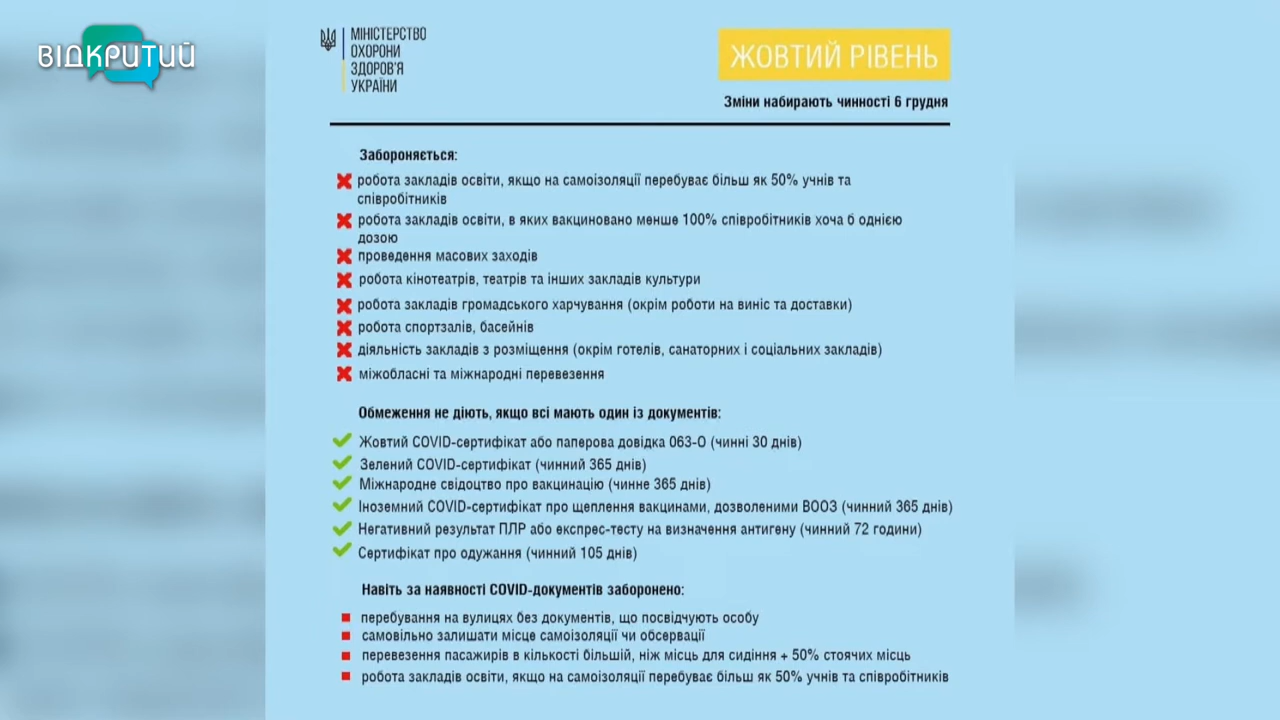 ВІДКРИТИЙ
МІНІСТЕРСТВО
ОХОРОНИ
ЗДОРОВ'Я
УКРАЇНИ
ЖОВТИЙ РІВЕНЬ
Зміни набирають чинності 6 грудня
Забороняється:
робота закладів освіти, якщо на самоізоляції перебуває більш як 50% учнів та
співробітників
робота закладів освіти, в яких вакциновано менше 100% співробітників хоча б однією
дозою
проведення масових заходів
робота кінотеатрів, театрів та інших закладів культури
робота закладів громадського харчування (окрім роботи на виніс та доставки)
робота спортзалів, басейнів
діяльність закладів з розміщення (окрім готелів, санаторних і соціальних закладів)
міжобласні та міжнародні перевезення
Обмеження не діють, якщо всі мають один із документів:
Жовтий COVID-сертифікат або паперова довідка 063-О (чинні 30 днів)
Зелений COVID-сертифікат (чинний 365 днів)
Міжнародне свідоцтво про вакцинацію (чинне 365 днів)
Іноземний COVID-сертифікат про щеплення вакцинами, дозволеними ВООЗ (чинний 365 днів)
Негативний результат ПЛР або експрес-тесту на визначення антигену (чинний 72 години)
Сертифікат про одужання (чинний 105 днів)
Навіть за наявності COVID-документів заборонено:
перебування на вулицях без документів, що посвідчують особу
самовільно залишати місце самоізоляції чи обсервації
перевезення пасажирів в кількості більшій, ніж місць для сидіння + 50% стоячих місць
робота закладів освіти, якщо на самоізоляції перебуває більш як 50% учнів та співробітників